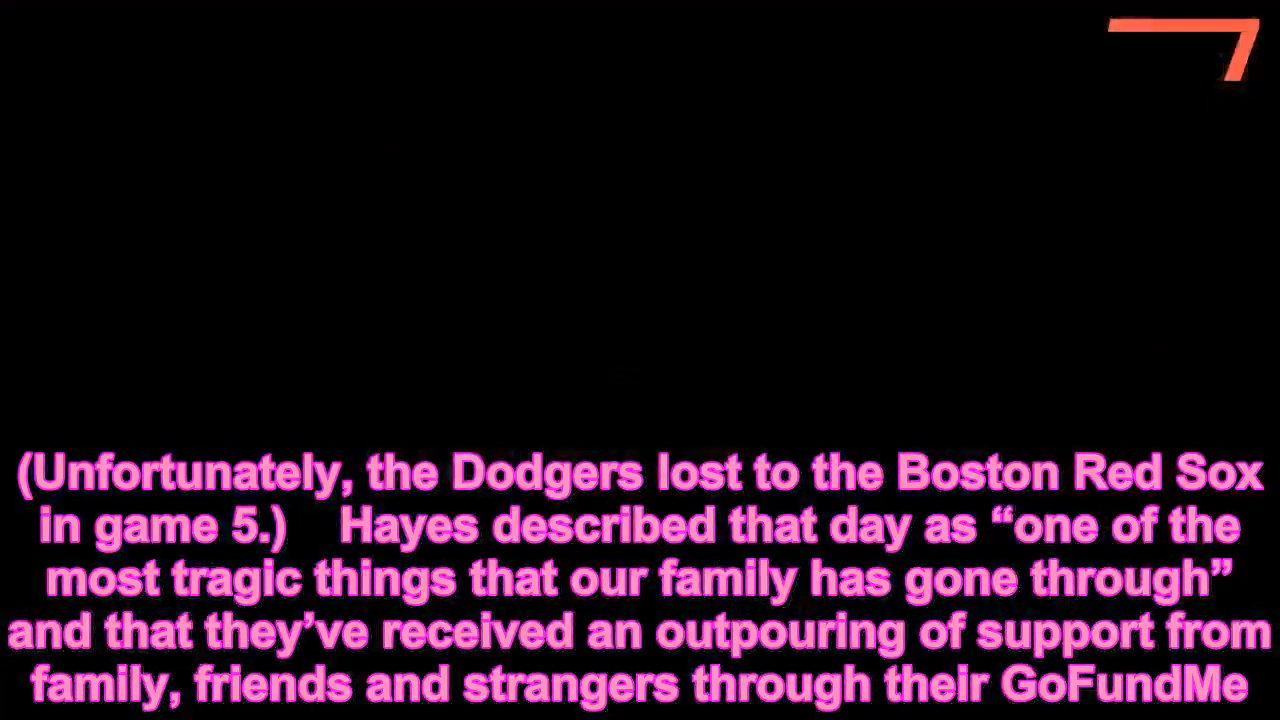 (Unfortunately, the Dodgers lost to the Boston Red Sox
in game 5.)    Hayes described that day as “one of the
most tragic things that our family has gone through”
and that they’ve received an outpouring of support from
family, friends and strangers through their GoFundMe